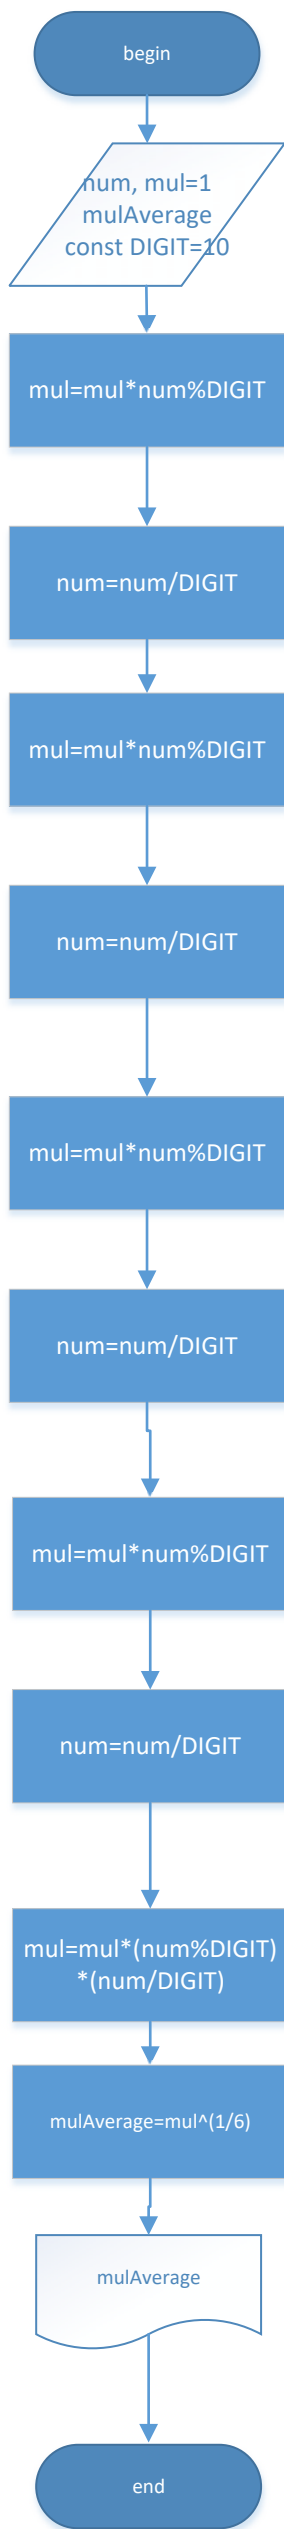 begin
num, mul=1
mulAverage
const DIGIT=10
mul=mul*num%DIGIT
num=num/DIGIT
mul=mul*num%DIGIT
num=num/DIGIT
mul=mul*num%DIGIT
num=num/DIGIT
mul=mul*num%DIGIT
num=num/DIGIT
mul=mul*(num%DIGIT)
*(num/DIGIT)
mulAverage=mul^(1/6)
mulAverage
end